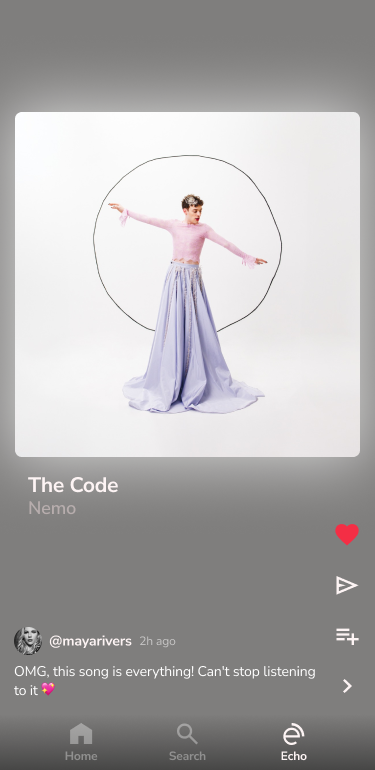 The Code
Nemo
@mayarivers 2h ago
OMG, this song is everything! Can't stop listening
to it 💖
Home Search Echo